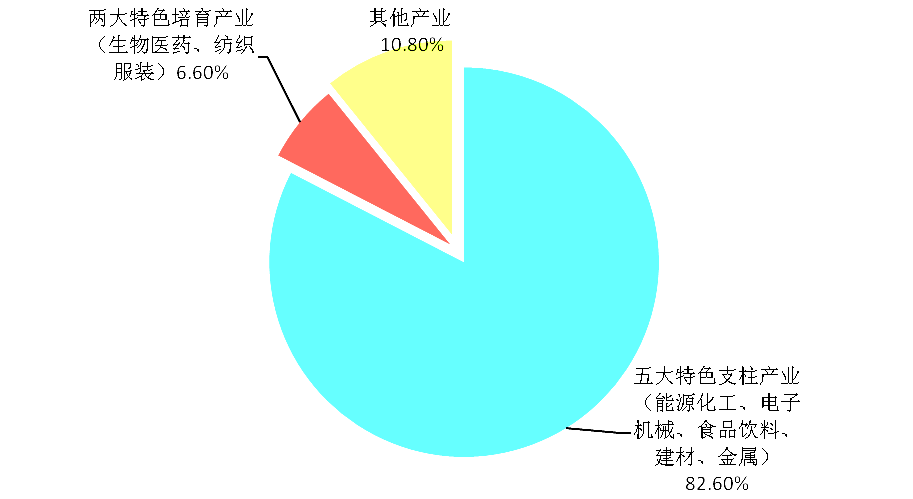 两大特色培育产业
（生物医药、纺织
服装）6.60%
其他产业
10.80%
五大特色支柱产业
（能源化工、电子
机械、食品饮料、
建材、金属）
82.60%